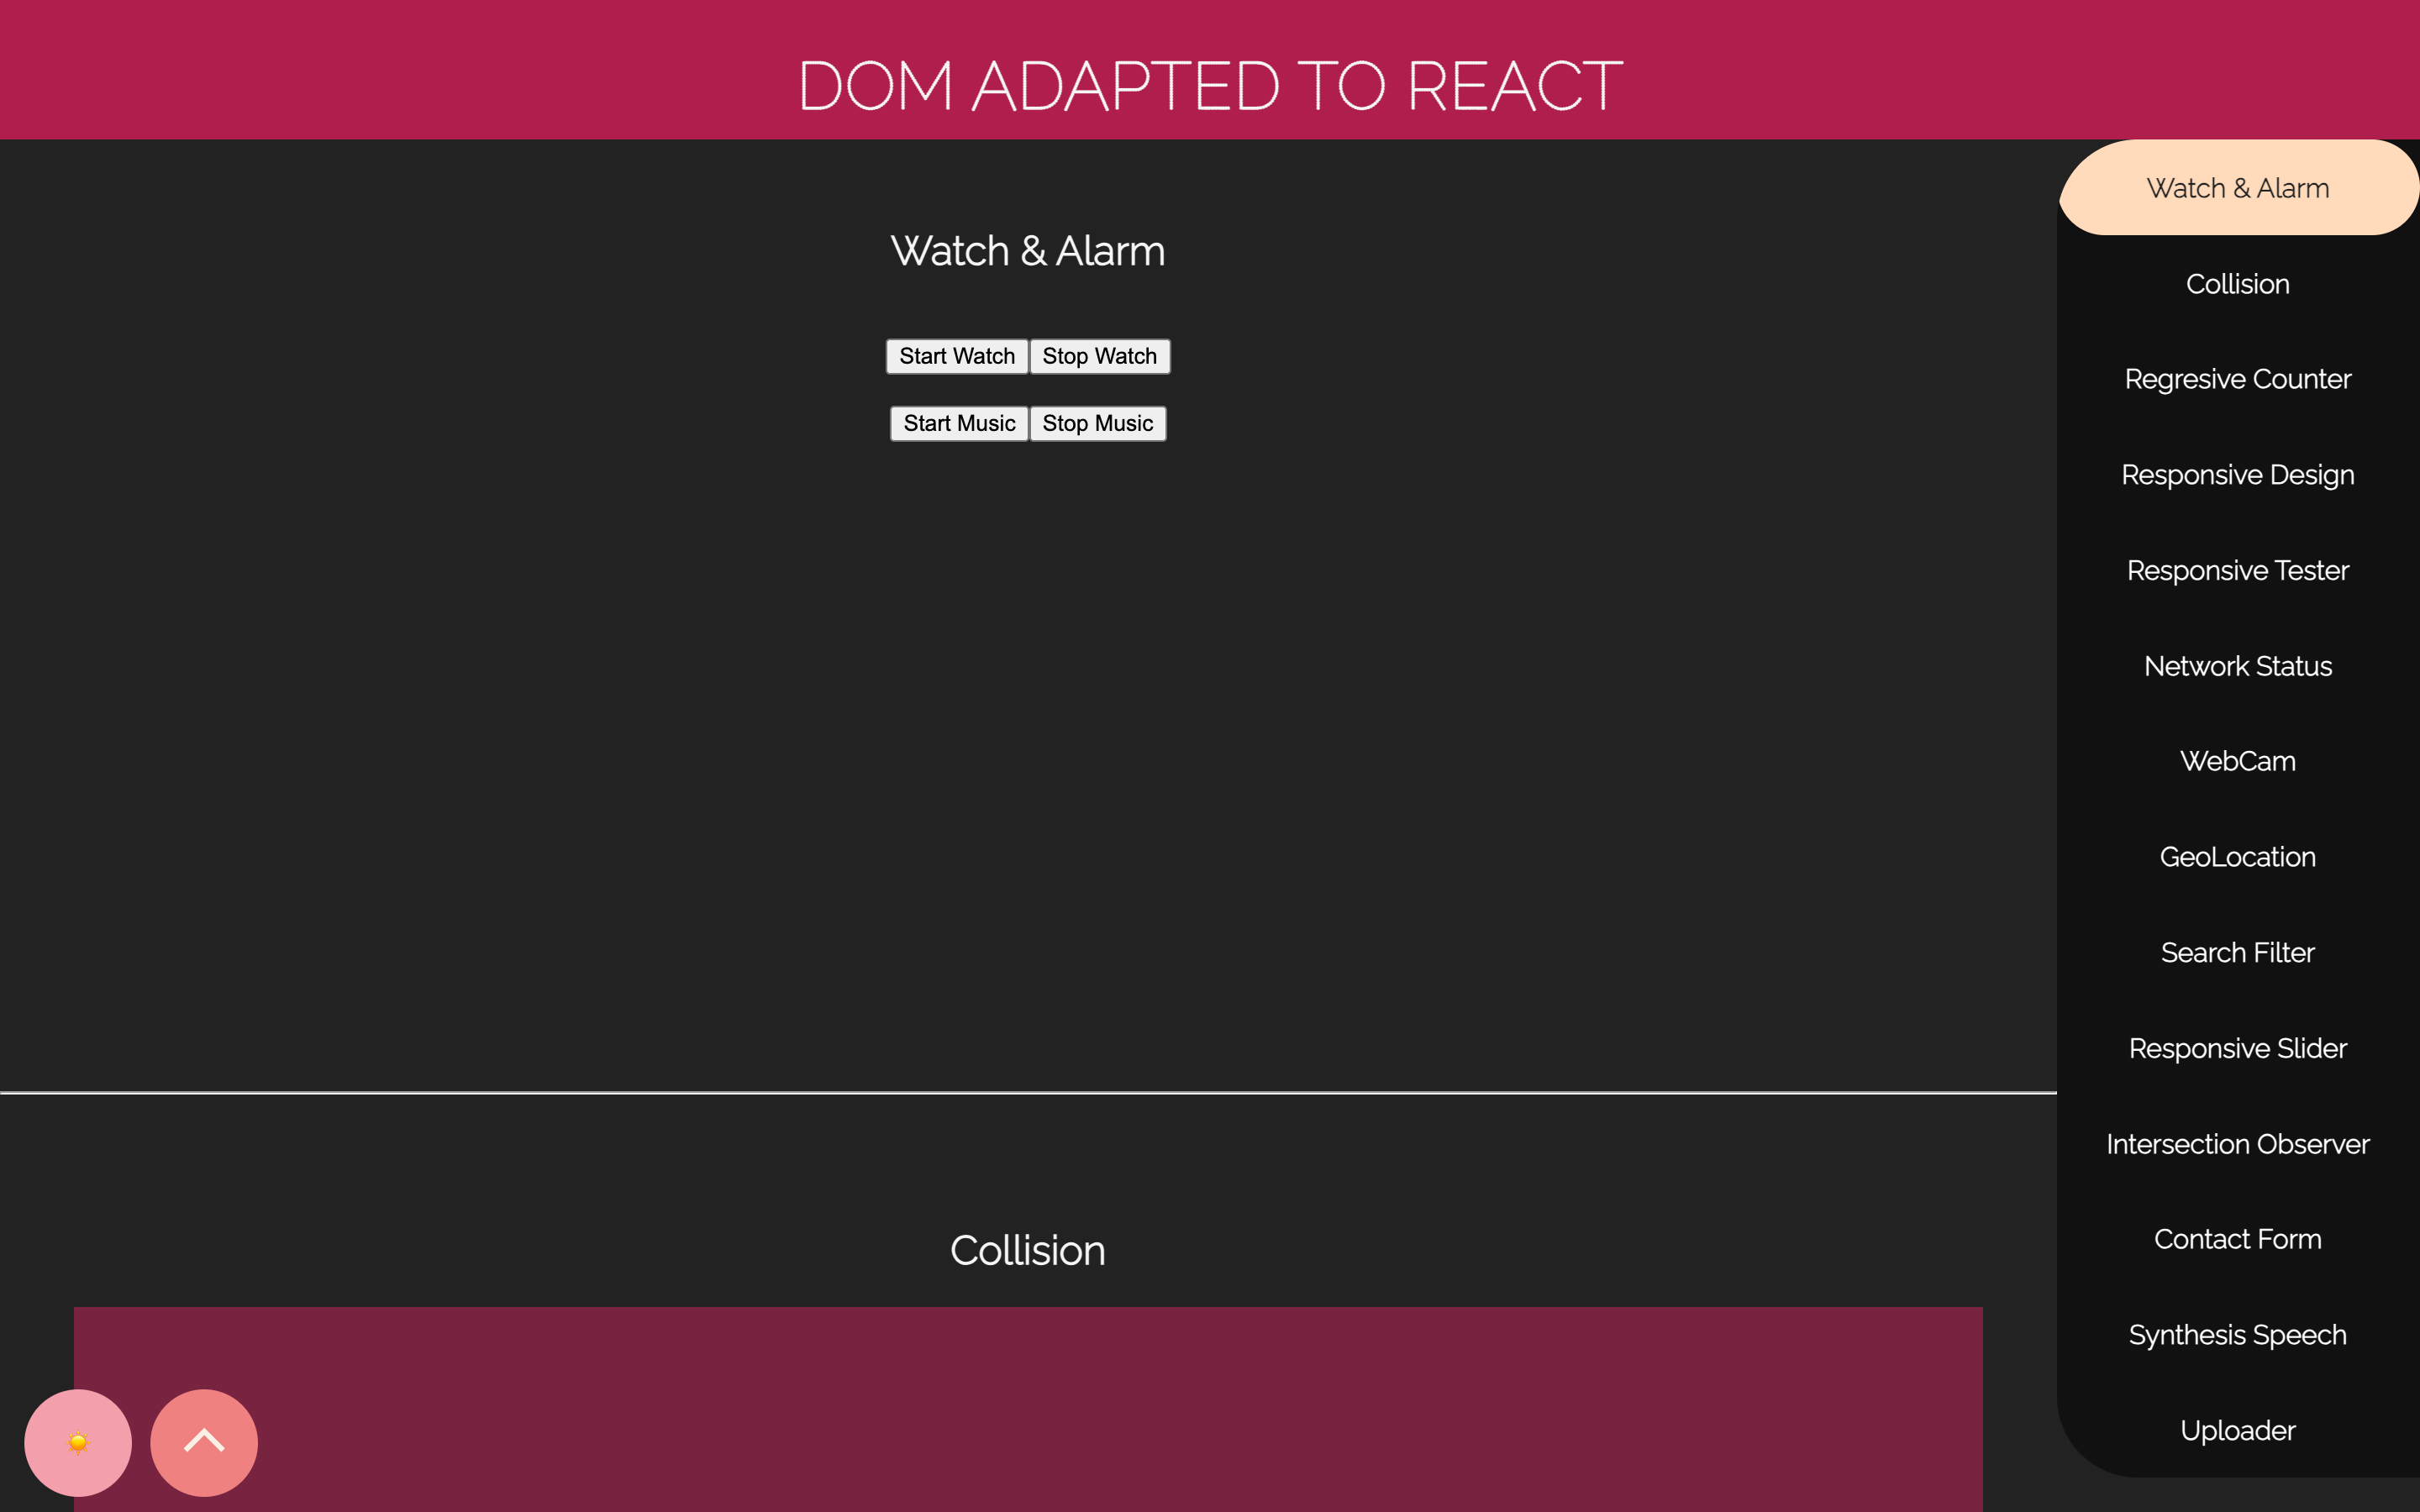 DOM ADAPTED TO REACT
Watch & Alarm
Start Watch Stop Watch
Start Music Stop Music
Collision
Watch & Alarm
Collision
Regresive Counter
Responsive Design
Responsive Tester
Network Status
WebCam
GeoLocation
Search Filter
Responsive Slider
Intersection Observer
Contact Form
Synthesis Speech
Uploader